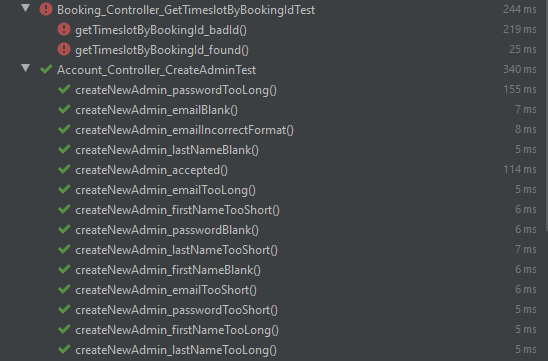 Booking_Controller_GetTimeslotByBookingIdTest 244 ms
getTimeslotByBookingId_badId() 219 ms
getTimeslotByBookingId_found() 25 ms
Account_Controller_CreateAdminTest 340 ms
createNewAdmin_passwordTooLong() 155 ms
createNewAdmin_emailBlank() 7 ms
createNewAdmin_emailIncorrectFormat() 8 ms
createNewAdmin_lastNameBlank() 5 ms
createNewAdmin_accepted() 114 ms
createNewAdmin_emailTooLong() 5 ms
createNewAdmin_firstNameTooShort() 6 ms
createNewAdmin_passwordBlank() 6 ms
createNewAdmin_lastNameTooShort() 7 ms
createNewAdmin_firstNameBlank() 6 ms
createNewAdmin_emailTooShort() 6 ms
createNewAdmin_passwordTooShort() 5 ms
createNewAdmin_firstNameTooLong() 5 ms
createNewAdmin_lastNameTooLong() 5 ms